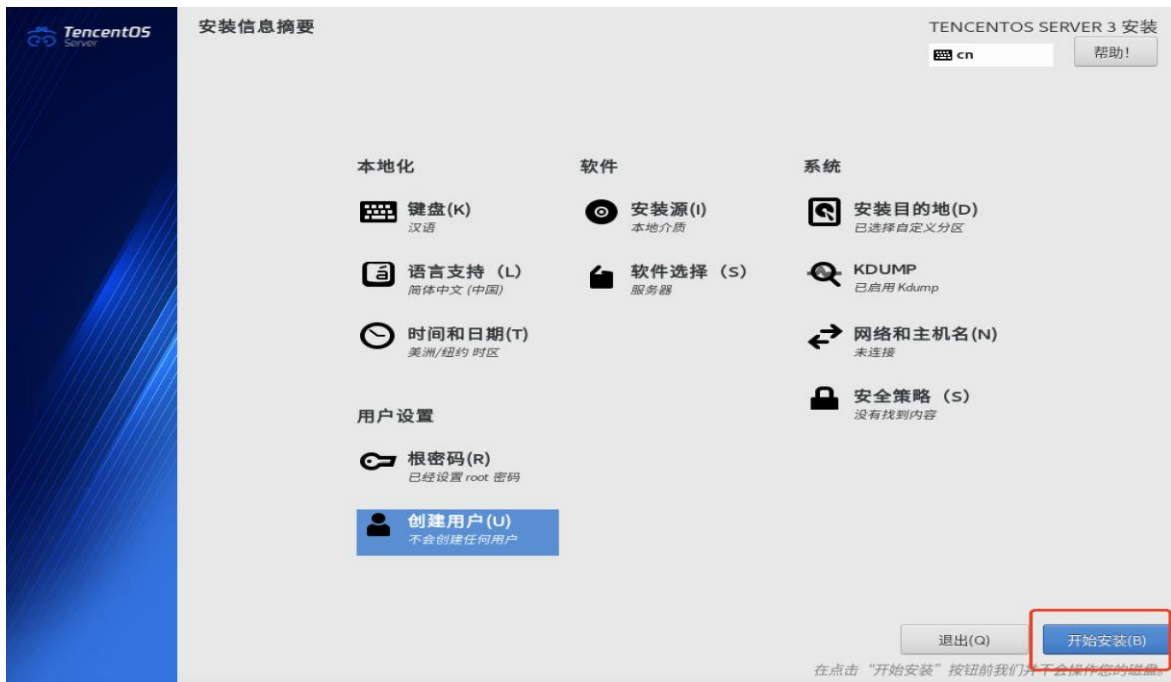 TencentOS
Server
安装信息摘要
TENCENTOS SERVER 3 安装
cn
帮助!
本地化
软件
系统
键盘(K)
汉语
安装源(I)
本地介质
安装目的地(D)
已选择自定义分区
语言支持（L）
简体中文 (中国)
软件选择（S）
服务器
KDUMP
已启用 Kdump
时间和日期(T)
美洲/纽约 时区
网络和主机名(N)
未连接
安全策略（S）
没有找到内容
用户设置
根密码(R)
已经设置 root 密码
创建用户(U)
不会创建任何用户
退出(Q)
开始安装(B)
在点击“开始安装”按钮前我们并不会操作您的磁盘。